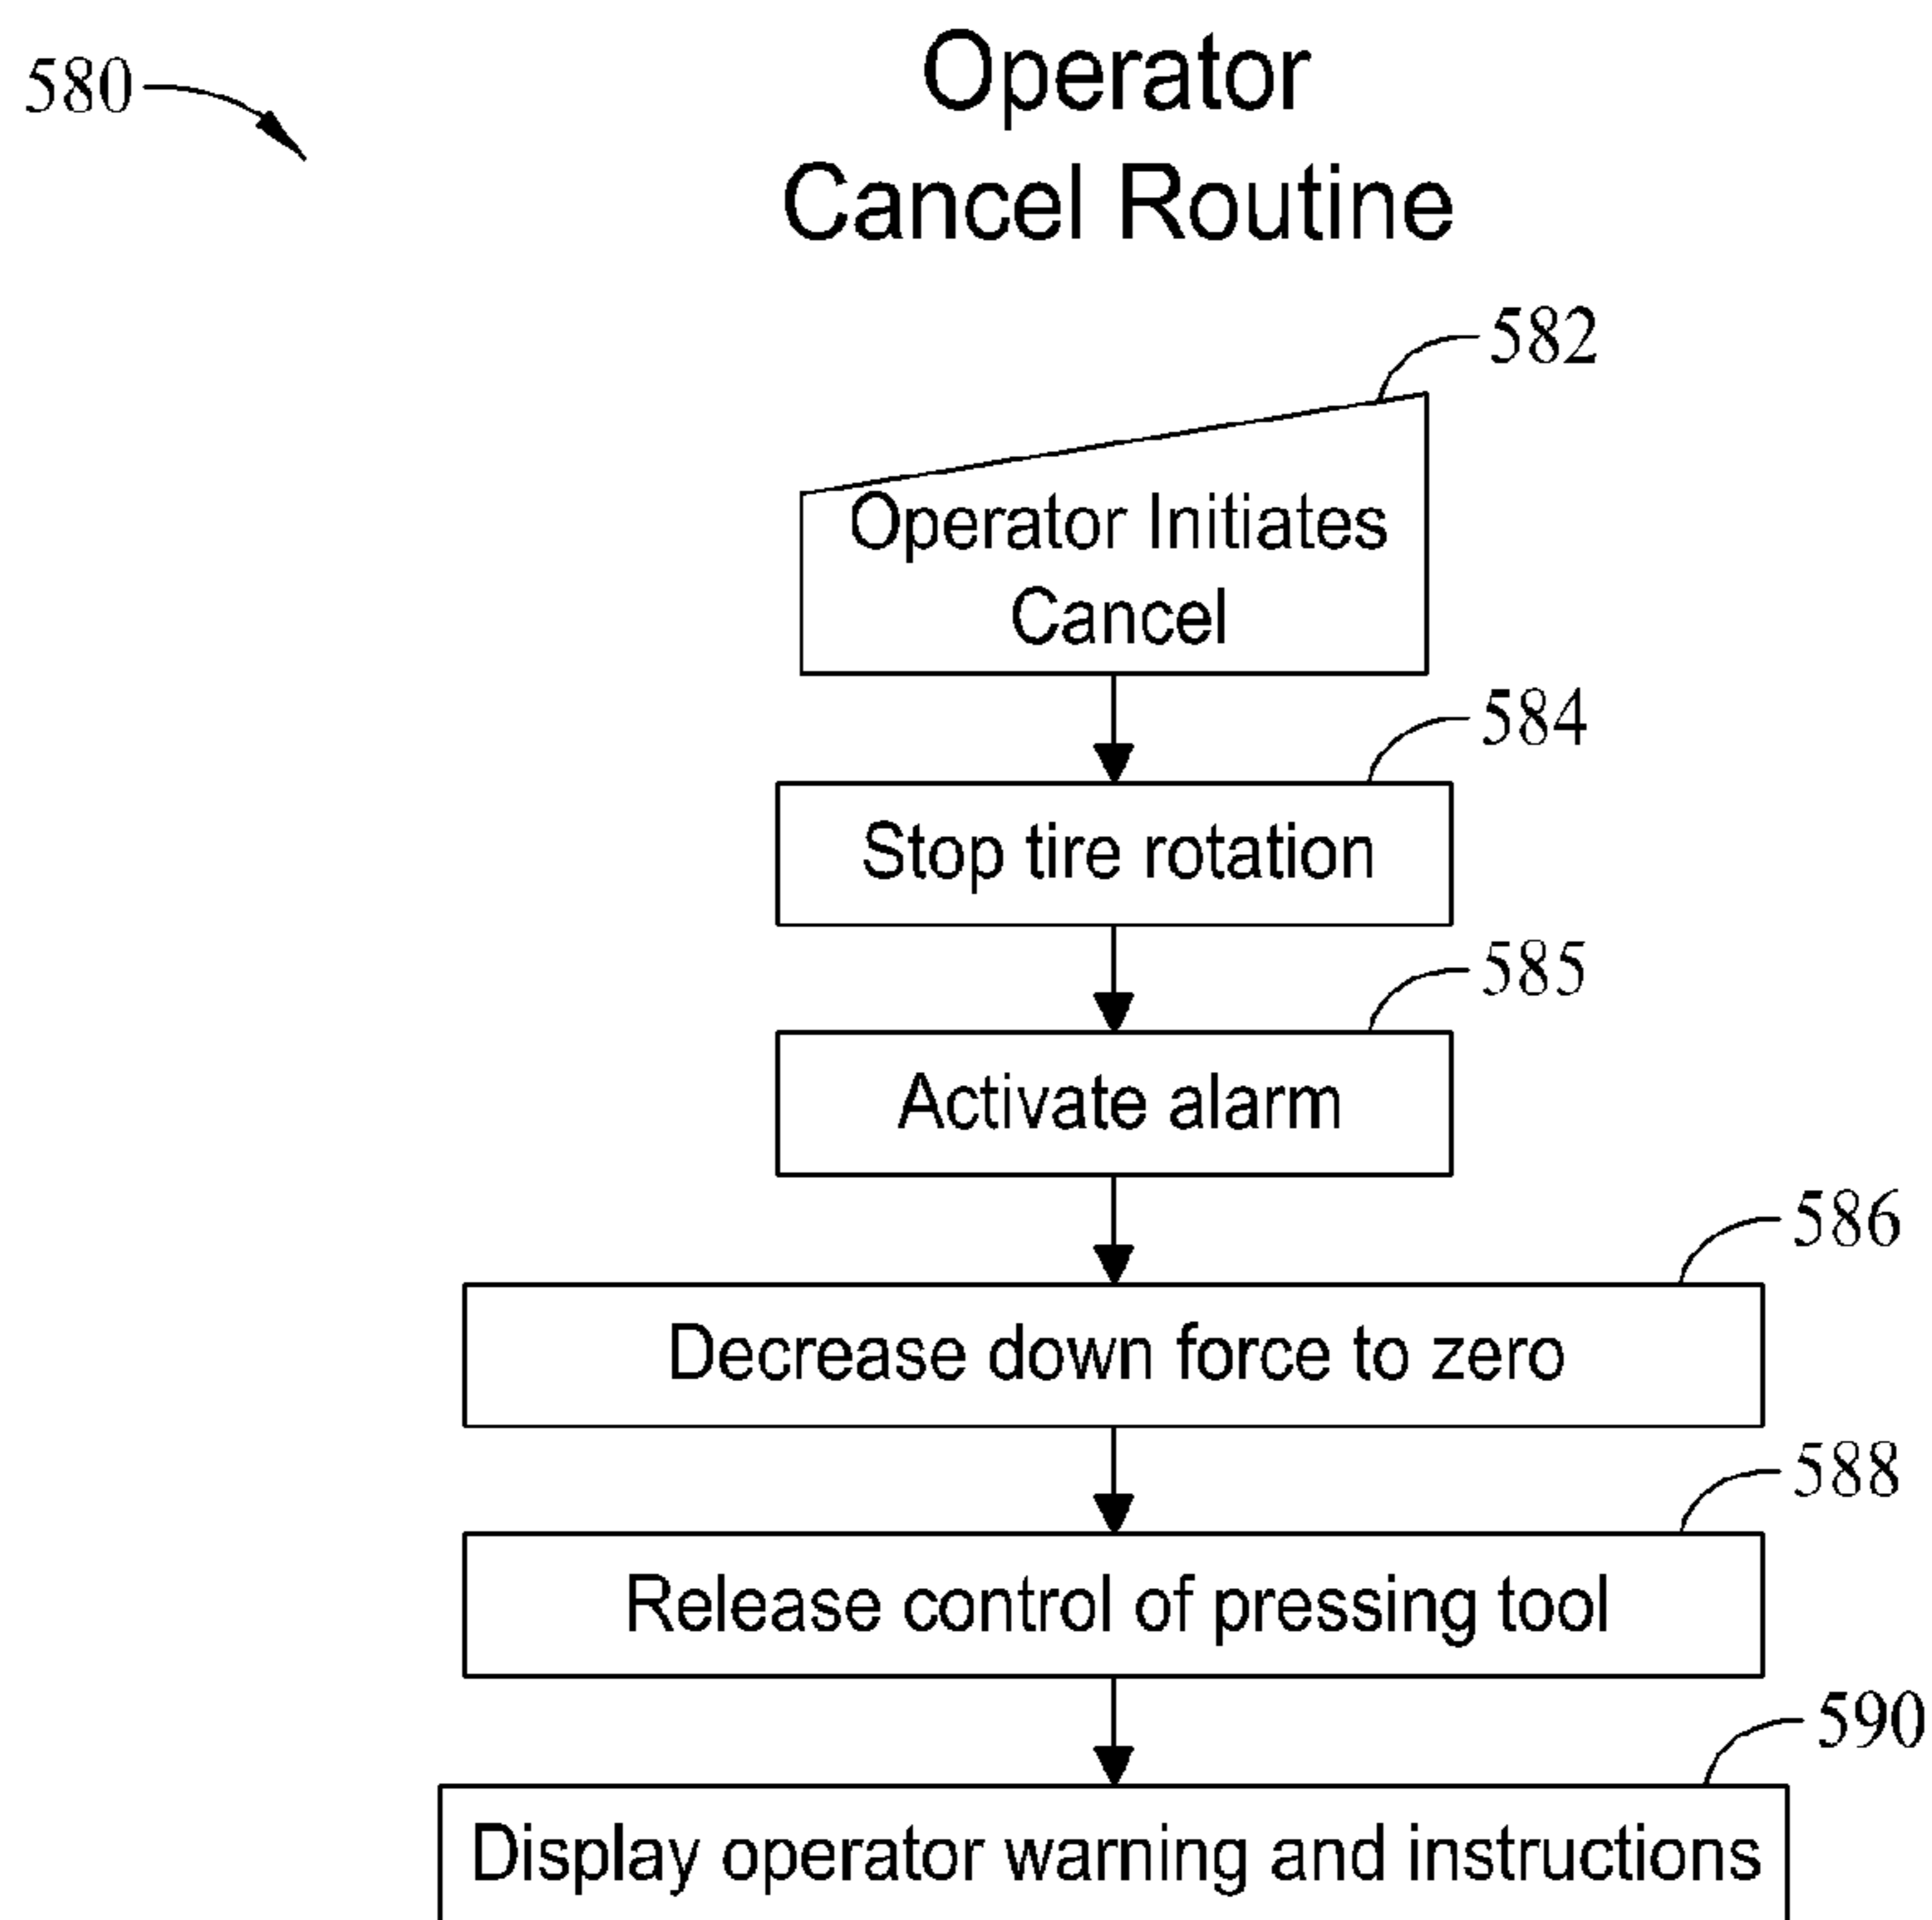 580
Operator
Cancel Routine
582
Operator Initiates
Cancel
584
Stop tire rotation
585
Activate alarm
586
Decrease down force to zero
588
Release control of pressing tool
590
Display operator warning and instructions